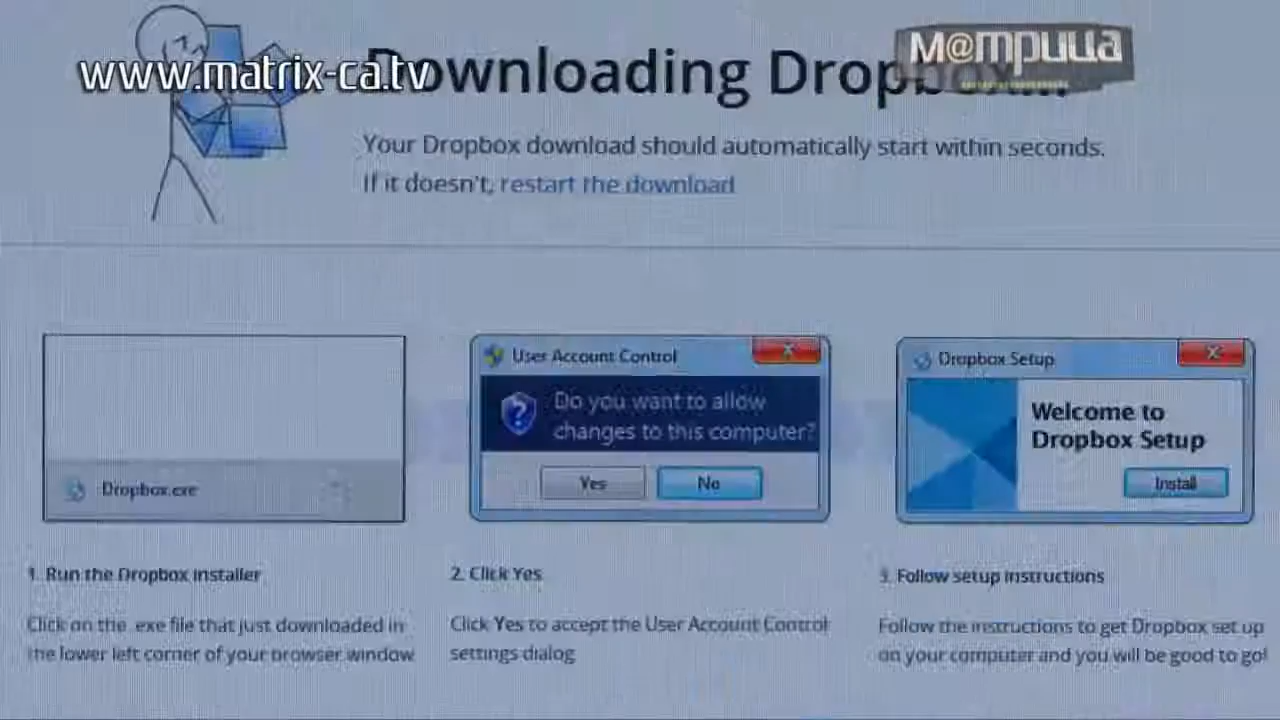 www.matrix-ca.tv
М@трица
Downloading Dropbox...
Your Dropbox download should automatically start within seconds.
If it doesn't, restart the download
Dropbox.exe
User Account Control
Do you want to allow
changes to this computer?
Yes
No
Dropbox Setup
Welcome to
Dropbox Setup
Install
1. Run the Dropbox installer
Click on the .exe file that just downloaded in
the lower left corner of your browser window
2. Click Yes
Click Yes to accept the User Account Control
settings dialog
3. Follow setup instructions
Follow the instructions to get Dropbox set up
on your computer and you will be good to go!